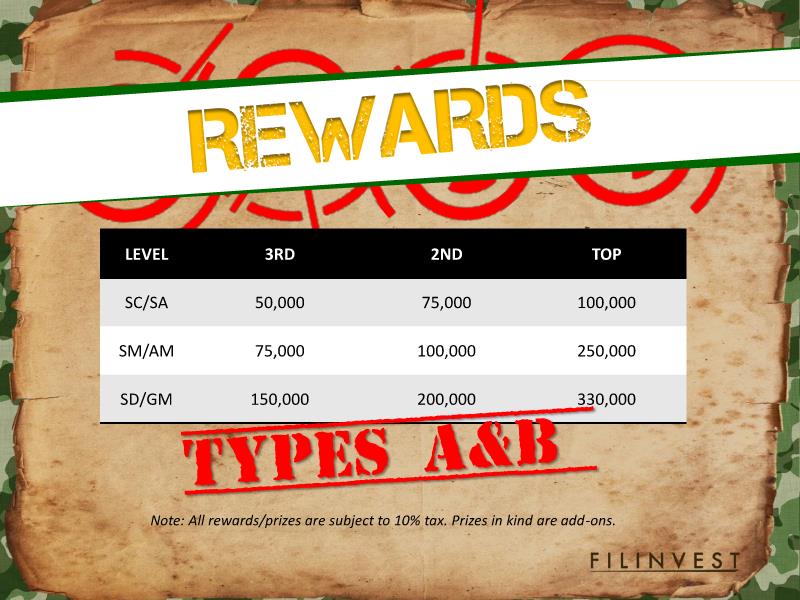 REWARDS
LEVEL 3RD 2ND TOP
SC/SA 50,000 75,000 100,000
SM/AM 75,000 100,000 250,000
SD/GM 150,000 200,000 330,000
TYPES A&B
Note: All rewards/prizes are subject to 10% tax. Prizes in kind are add-ons.
FILINVEST